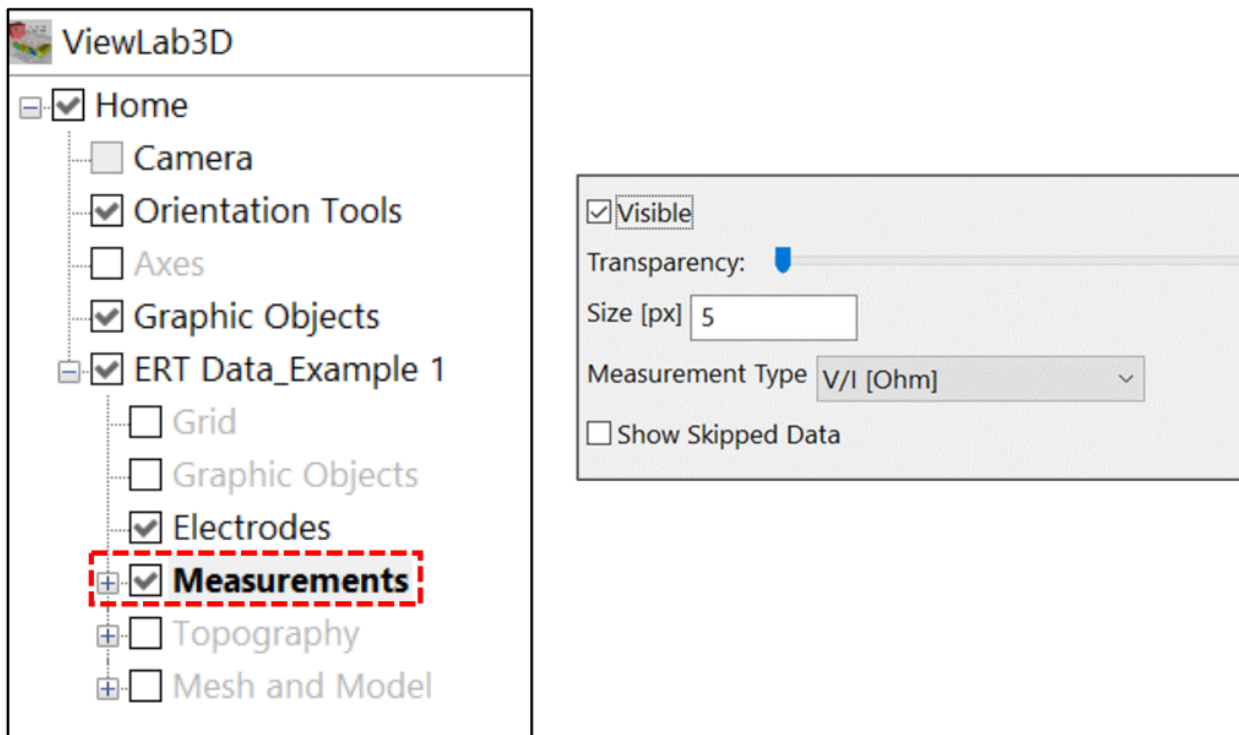 ViewLab3D
Home
Camera
Orientation Tools
Axes
Graphic Objects
ERT Data_Example 1
Grid
Graphic Objects
Electrodes
Measurements
Topography
Mesh and Model
Visible
Transparency:
Size [px] 5
Measurement Type V/I [Ohm]
Show Skipped Data